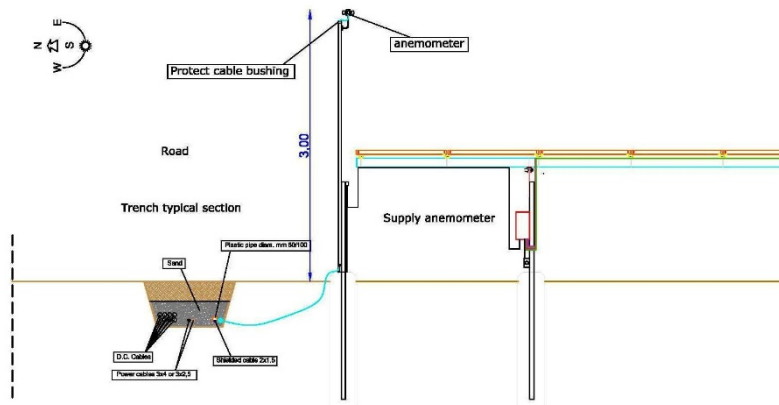 E
N
S
W
anemometer
Protect cable bushing
3.00
Road
Trench typical section
Supply anemometer
Plastic pipe diam. mm 50/100
Sand
D.C. Cables
Shielded cable 2x1.5
Power cables 3x4 or 3x2,5